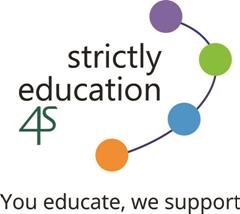 strictly
education
4S
You educate, we support